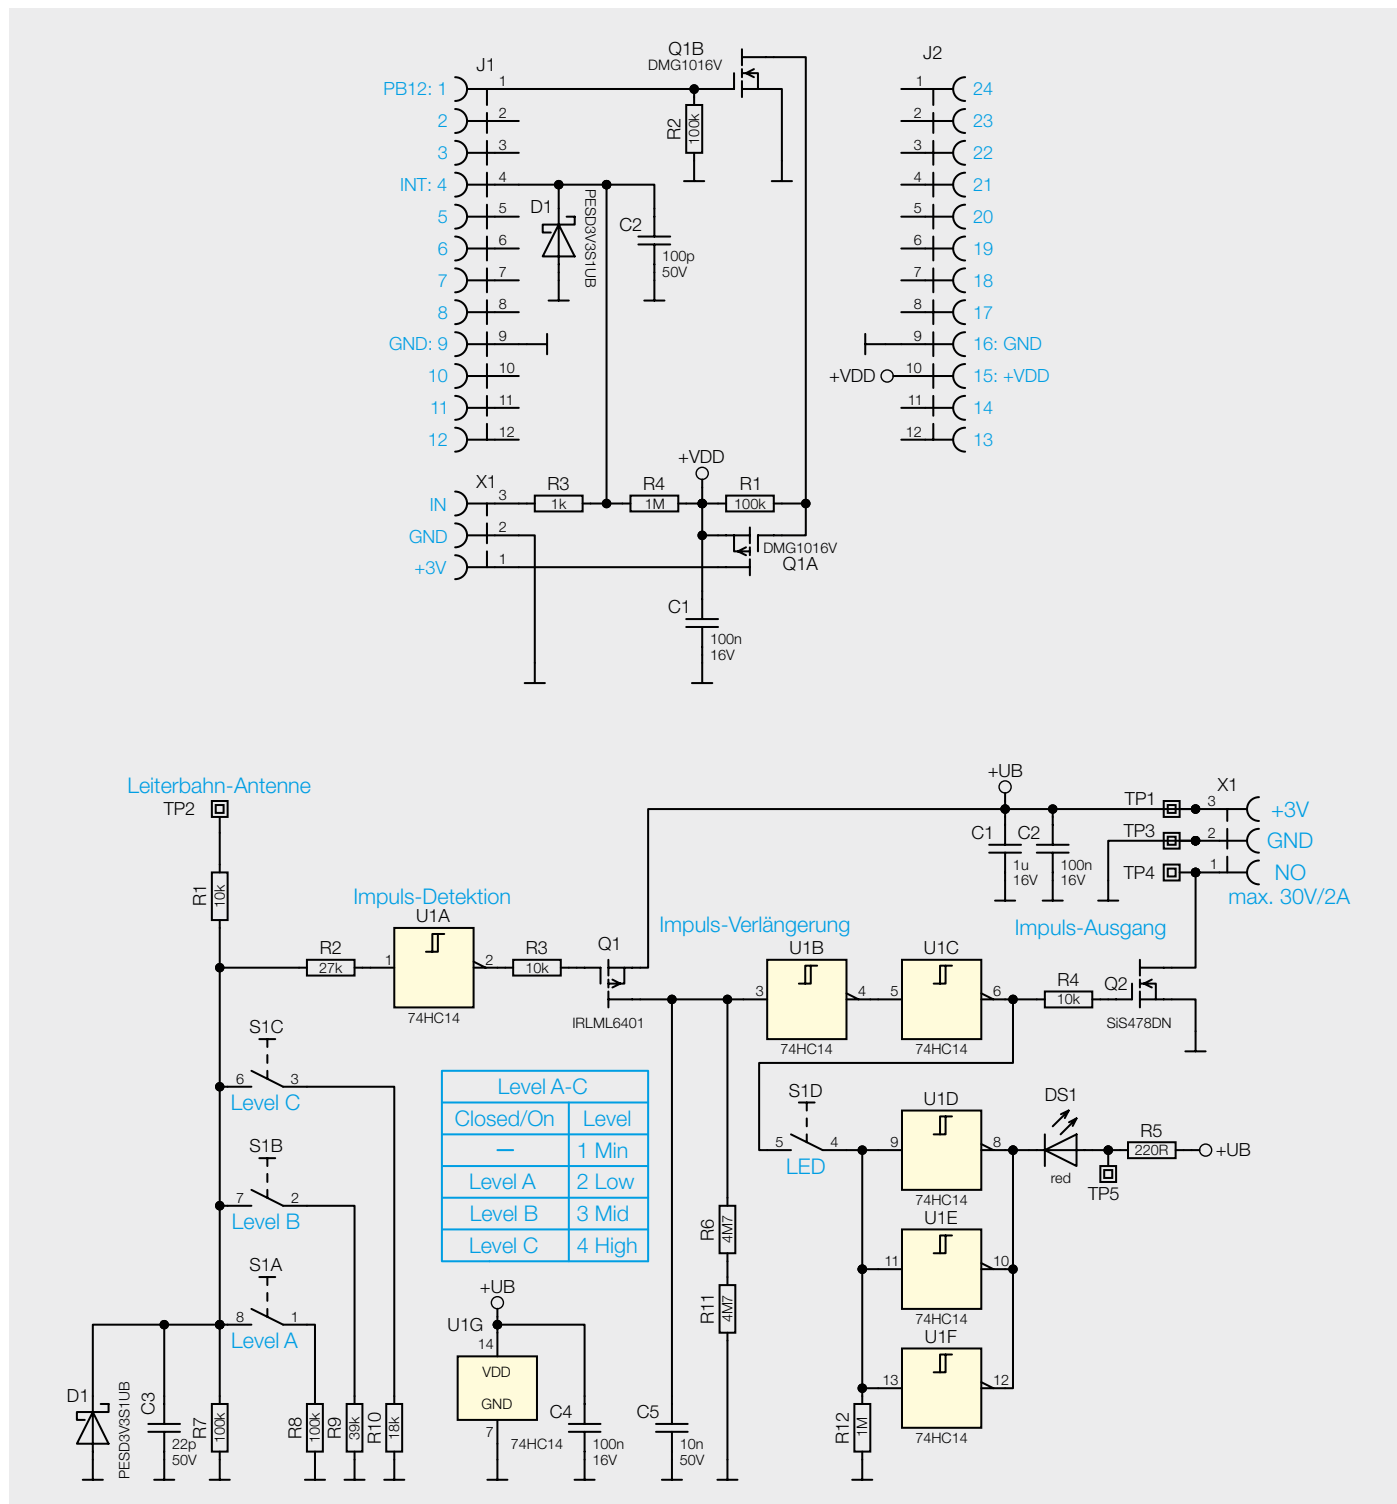 J1
PB12: 1
1
2
2
3
3
INT: 4
4
5
5
6
6
7
7
8
8
GND: 9
9
10
10
11
11
12
12
Q1B
DMG1016V
R2
100k
D1
PESD3V3S1UB
C2
100p
50V
J2
1
24
2
23
3
22
4
21
5
20
6
19
7
18
8
17
9
16: GND
+VDD
10
15: +VDD
11
14
12
13
X1
IN
3
GND
2
+3V
1
R3
1k
R4
1M
+VDD
R1
100k
DMG1016V
Q1A
C1
100n
16V
Leiterbahn-Antenne
TP2
R1
10k
R2
27k
Impuls-Detektion
U1A
1
2
74HC14
R3
10k
Q1
IRLML6401
Impuls-Verlängerung
U1B
3
4
74HC14
U1C
5
6
74HC14
+UB
C1
1u
16V
C2
100n
16V
TP1
TP3
TP4
X1
3
+3V
2
GND
1
NO
max. 30V/2A
Impuls-Ausgang
R4
10k
Q2
SiS478DN
S1C
6
3
Level C
S1B
7
2
Level B
S1A
8
1
Level A
Level A-C
Closed/On
Level
–
1 Min
Level A
2 Low
Level B
3 Mid
Level C
4 High
S1D
5
4
LED
U1D
9
8
74HC14
U1E
11
10
74HC14
U1F
13
12
74HC14
DS1
red
TP5
R5
220R
+UB
R6
4M7
R11
4M7
R12
1M
D1
PESD3V3S1UB
C3
22p
50V
R7
100k
R8
100k
R9
39k
R10
18k
+UB
U1G
14
VDD
GND
7
74HC14
C4
100n
16V
C5
10n
50V